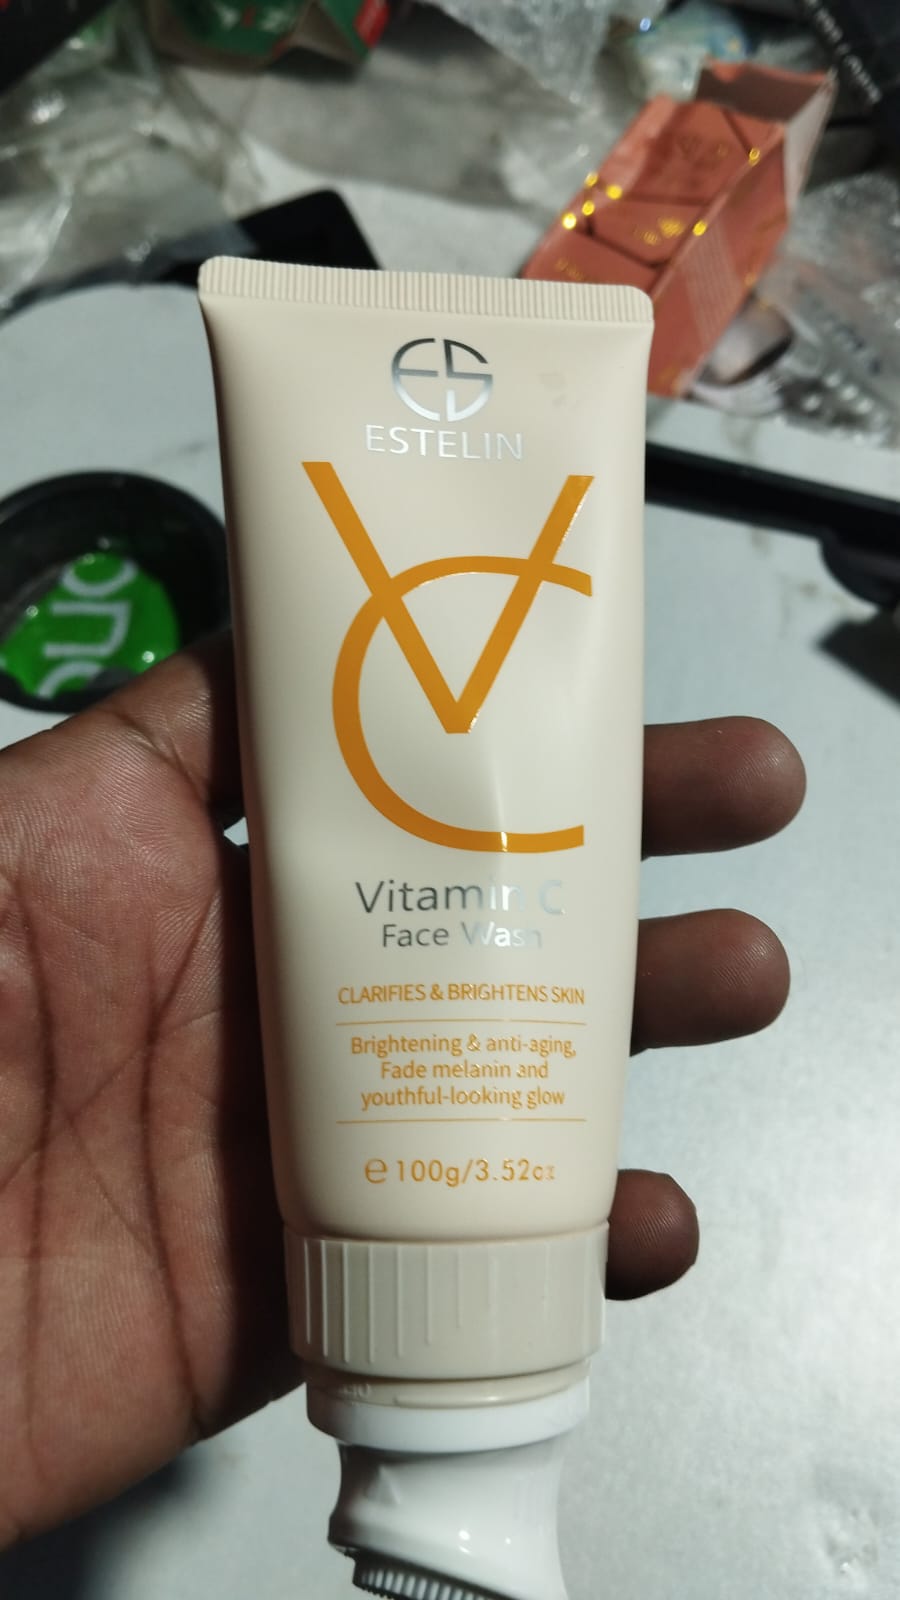 ES
ESTELIN
VC
Vitamin C
Face Wash
CLARIFIES & BRIGHTENS SKIN
Brightening & anti-aging,
Fade melanin and
youthful-looking glow
e 100g/3.52oz